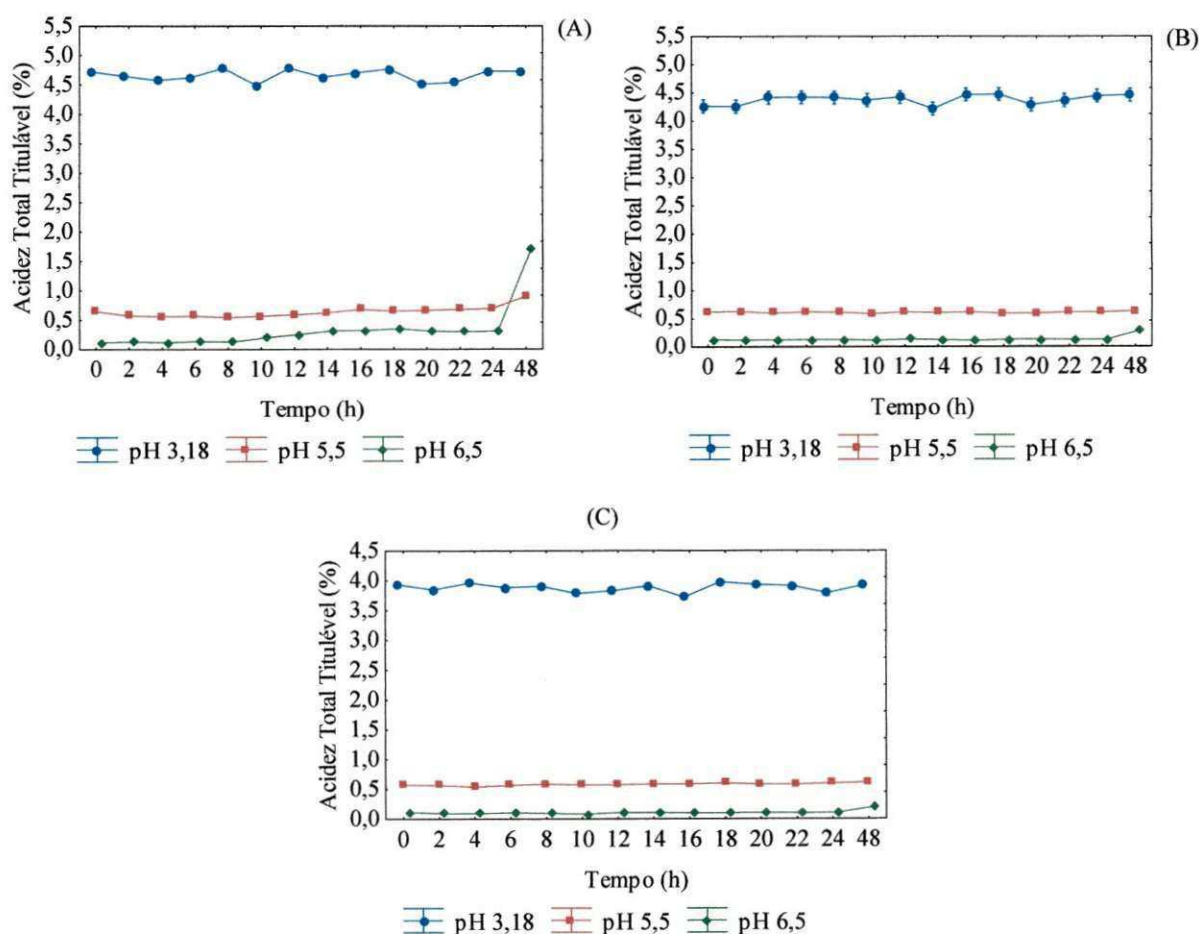 (A)
Acidez Total Titulável (%)
5,5
5,0
4,5
4,0
3,5
3,0
2,5
2,0
1,5
1,0
0,5
0,0
0 2 4 6 8 10 12 14 16 18 20 22 24 48
Tempo (h)
pH 3,18 pH 5,5 pH 6,5
(B)
Acidez Total Titulável (%)
5,5
5,0
4,5
4,0
3,5
3,0
2,5
2,0
1,5
1,0
0,5
0,0
0 2 4 6 8 10 12 14 16 18 20 22 24 48
Tempo (h)
pH 3,18 pH 5,5 pH 6,5
(C)
Acidez Total Titulével (%)
4,5
4,0
3,5
3,0
2,5
2,0
1,5
1,0
0,5
0,0
0 2 4 6 8 10 12 14 16 18 20 22 24 48
Tempo (h)
pH 3,18 pH 5,5 pH 6,5